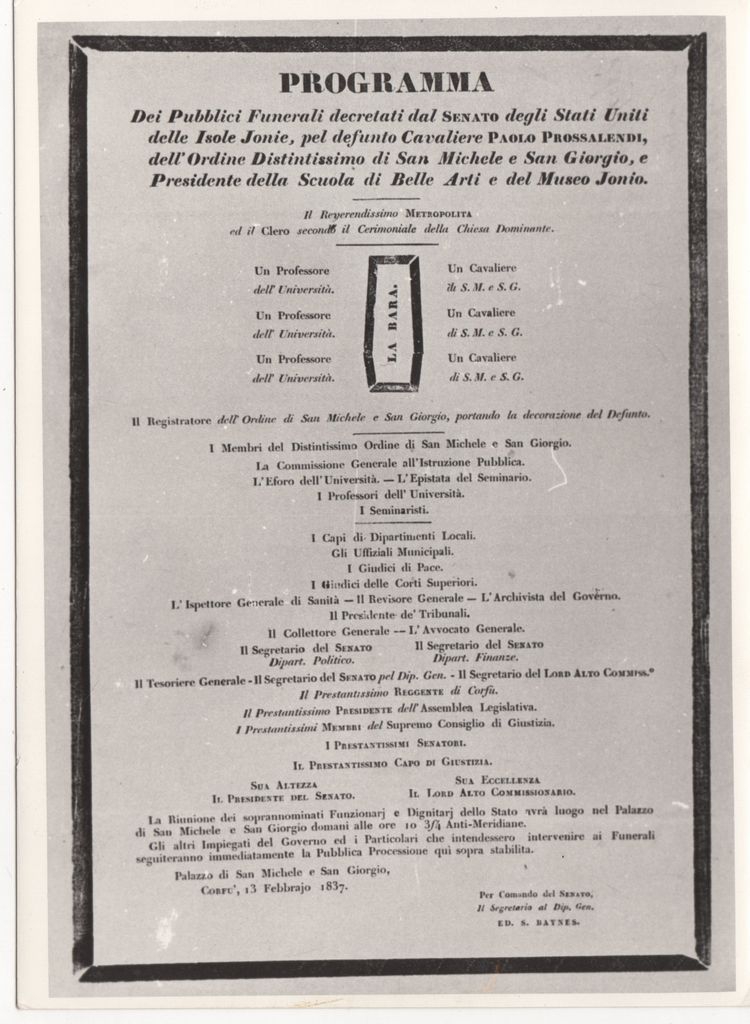 PROGRAMMA
Dei Pubblici Funerali decretati dal SENATO degli Stati Uniti
delle Isole Jonie, pel defunto Cavaliere PAOLO PROSSALENDI,
dell'Ordine Distintissimo di San Michele e San Giorgio, e
Presidente della Scuola di Belle Arti e del Museo Jonio.
Il Reverendissimo METROPOLITA
ed il Clero secondo il Cerimoniale della Chiesa Dominante.
Un Professore
dell' Università.
Un Professore
dell' Università.
Un Professore
dell' Università.
LA BARA.
Un Cavaliere
di S. M. e S. G.
Un Cavaliere
di S. M. e S. G.
Un Cavaliere
di S. M. e S. G.
Il Registratore dell'Ordine di San Michele e San Giorgio, portando la decorazione del Defunto.
I Membri del Distintissimo Ordine di San Michele e San Giorgio.
La Commissione Generale all'Istruzione Pubblica.
L'Eforo dell'Università. — L'Epistata del Seminario.
I Professori dell' Università.
I Seminaristi.
I Capi di Dipartimenti Locali.
Gli Uffiziali Municipali.
I Giudici di Pace.
I Giudici delle Corti Superiori.
L'Ispettore Generale di Sanità — Il Revisore Generale — L'Archivista del Governo.
Il Presidente de' Tribunali.
Il Collettore Generale — L'Avvocato Generale.
Il Segretario del SENATO Il Segretario del SENATO
Dipart. Politico. Dipart. Finanze.
Il Tesoriere Generale - Il Segretario del SENATO pel Dip. Gen. - Il Segretario del LORD ALTO COMMISS.º
Il Prestantissimo REGGENTE di Corfù.
Il Prestantissimo PRESIDENTE dell'Assemblea Legislativa.
I Prestantissimi MEMBRI del Supremo Consiglio di Giustizia.
I PRESTANTISSIMI SENATORI.
IL PRESTANTISSIMO CAPO DI GIUSTIZIA.
SUA ALTEZZA SUA ECCELLENZA
IL PRESIDENTE DEL SENATO. IL LORD ALTO COMMISSIONARIO.
La Riunione dei soprannominati Funzionarj e Dignitarj dello Stato avrà luogo nel Palazzo
di San Michele e San Giorgio domani alle ore 10 3/4 Anti-Meridiane.
Gli altri Impiegati del Governo ed i Particolari che intendessero intervenire ai Funerali
seguiteranno immediatamente la Pubblica Processione quì sopra stabilita.
Palazzo di San Michele e San Giorgio,
CORFU', 13 Febbrajo 1837.
Per Comando del SENATO,
Il Segretario al Dip. Gen.
ED. S. BAYNES.